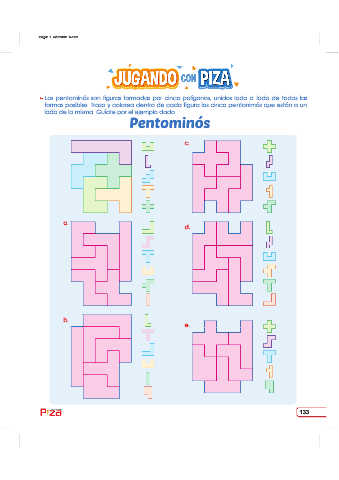 JUGANDO CON PIZA
Los pentominós son figuras formadas por cinco polígonos, unidos lado a lado de todas las
formas posibles. Traza y colorea dentro de cada figura los cinco pentominós que están a un
lado de la misma. Guíate por el ejemplo dado.
Pentominós
a.
b.
c.
d.
e.
P:za
133